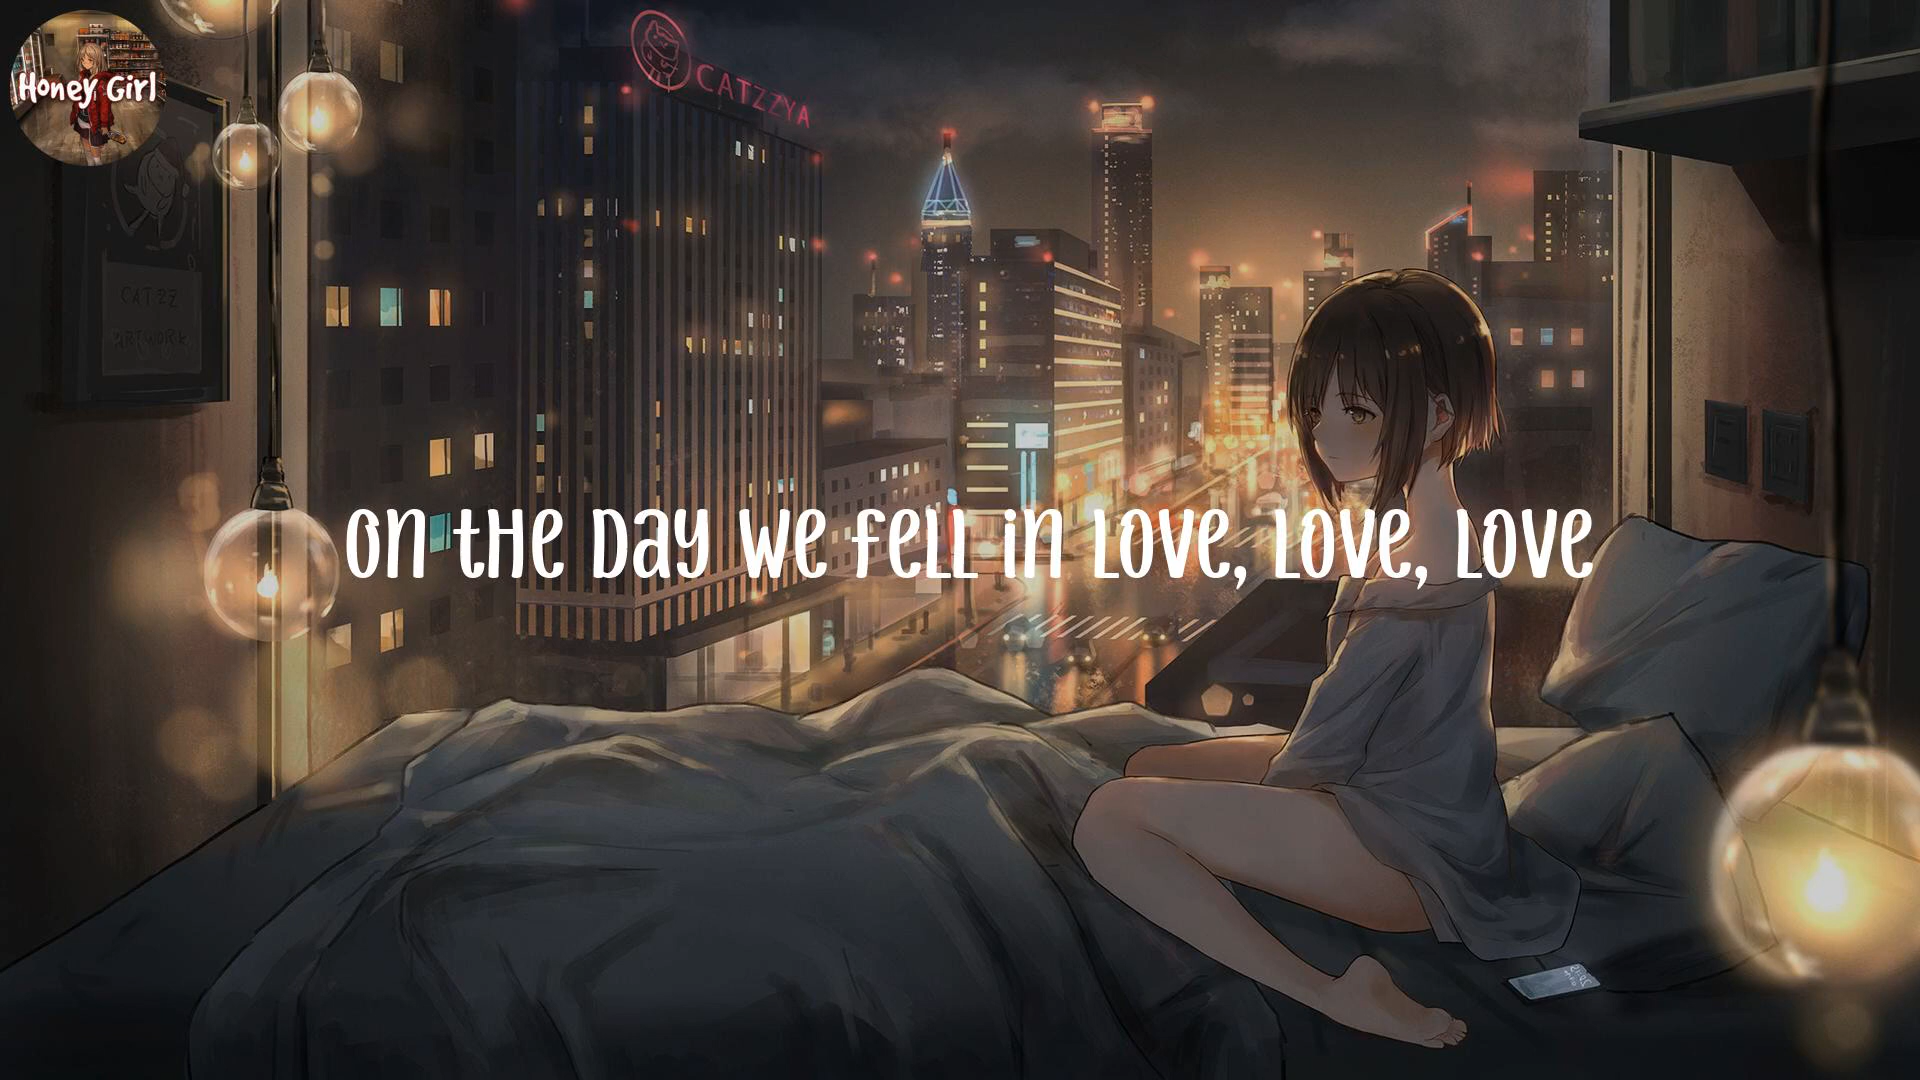 Honey Girl
CATZZYA
CATZZ
ARTWORK
on the Day we fell in Love, Love, Love